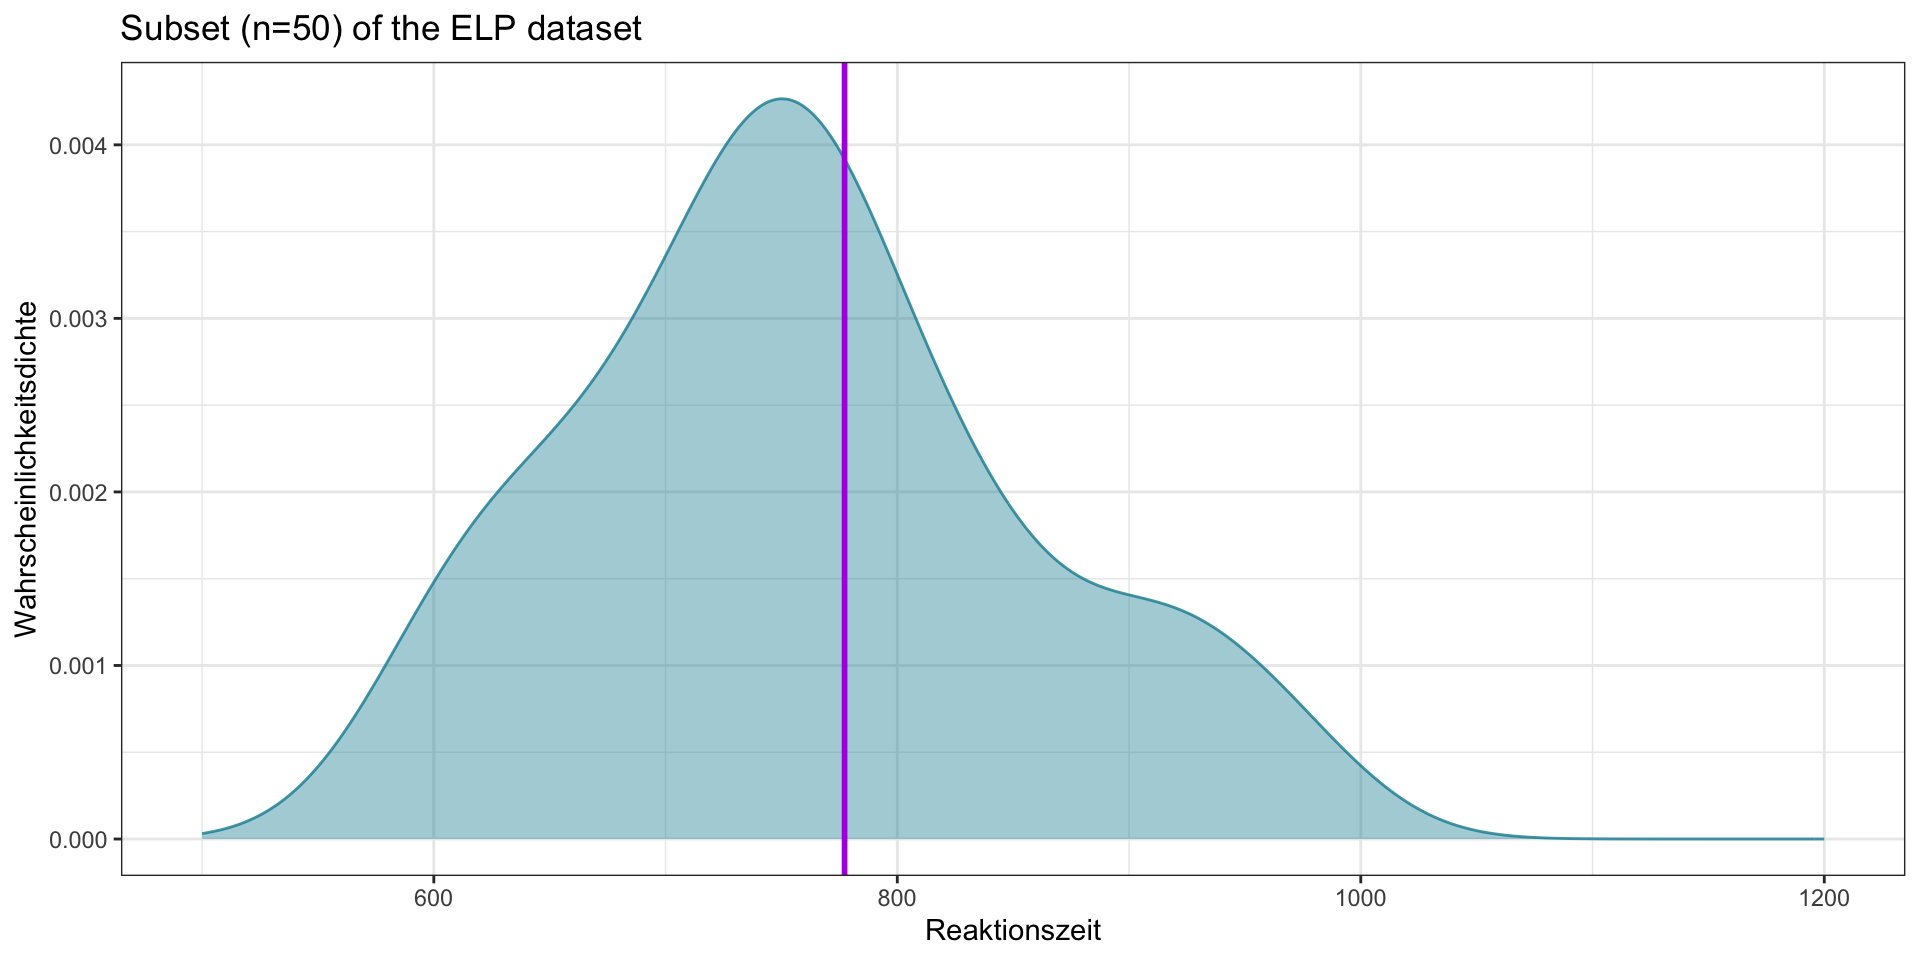 Subset (n=50) of the ELP dataset
Wahrscheinlichkeitsdichte
0.004
0.003
0.002
0.001
0.000
600 800 1000 1200
Reaktionszeit